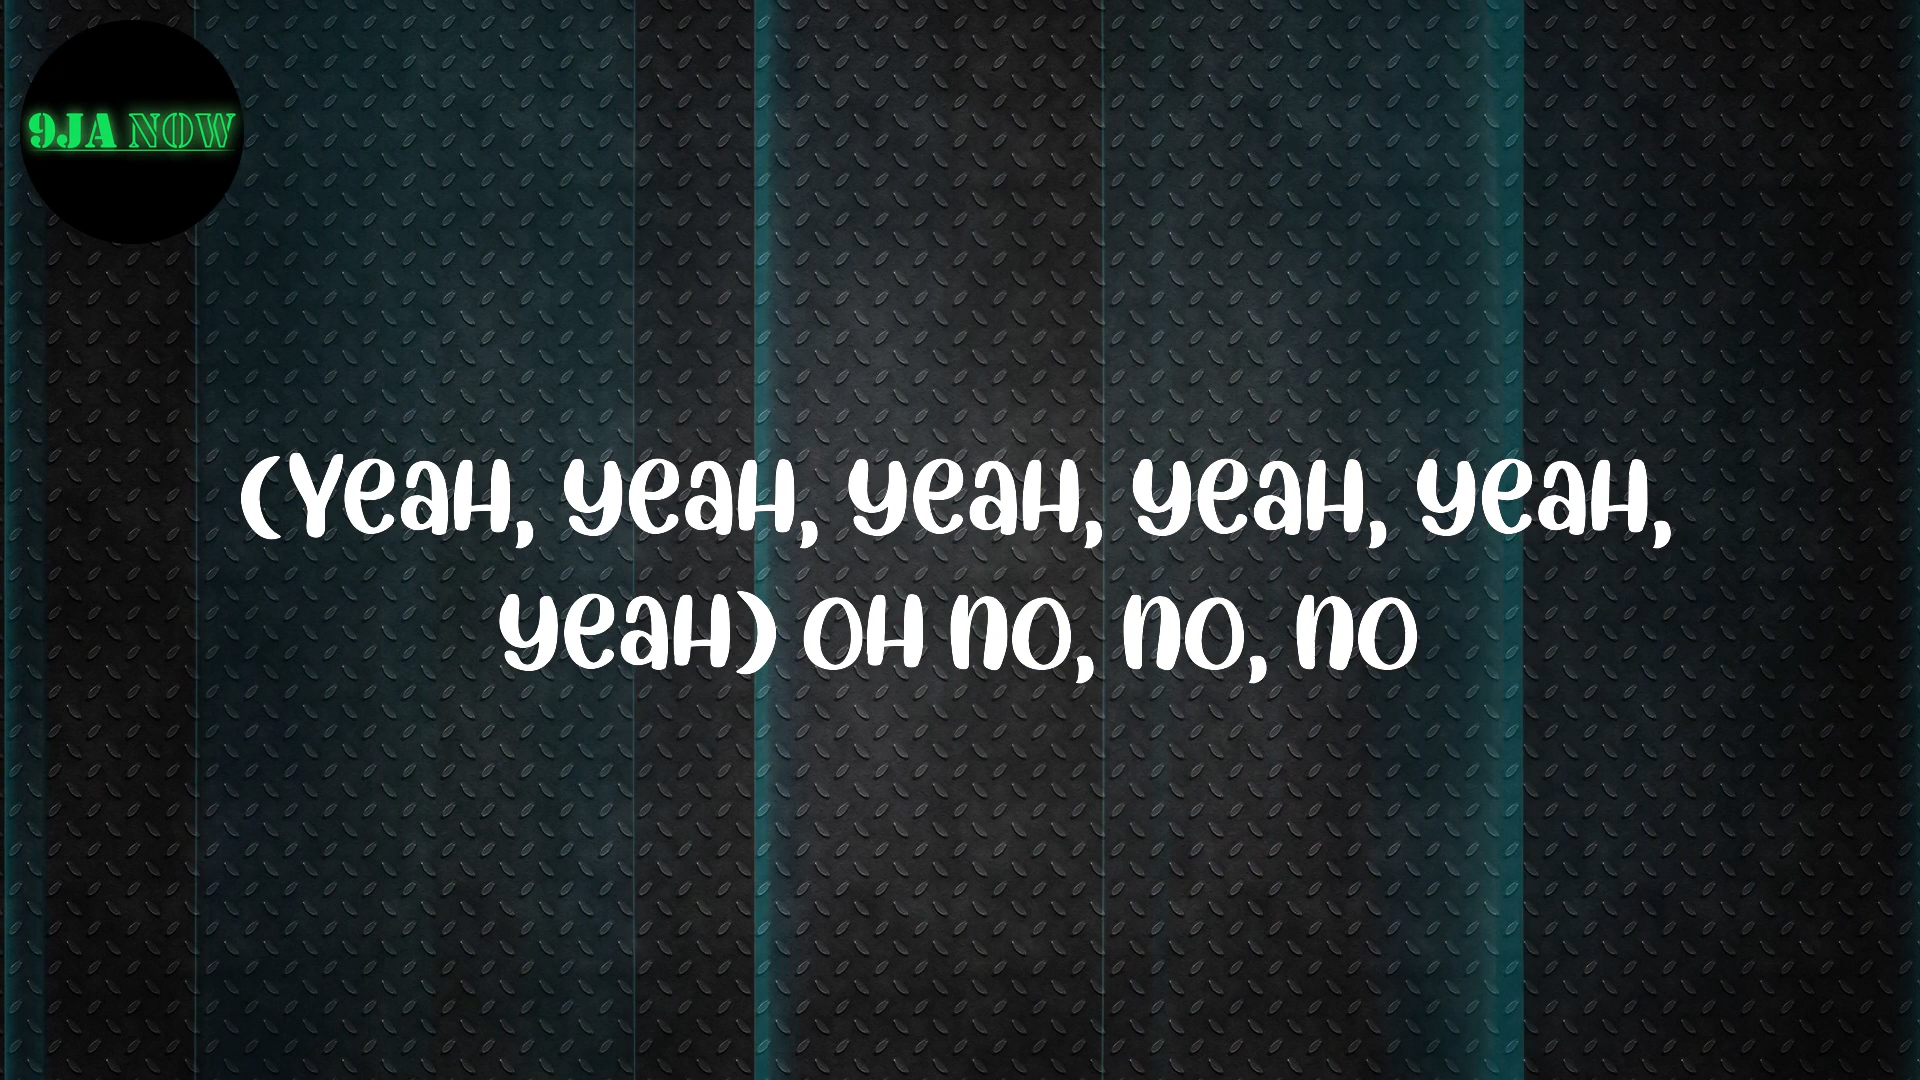 9JA NOW
(Yeah, yeah, yeah, yeah, yeah,
yeah) oh no, no, no